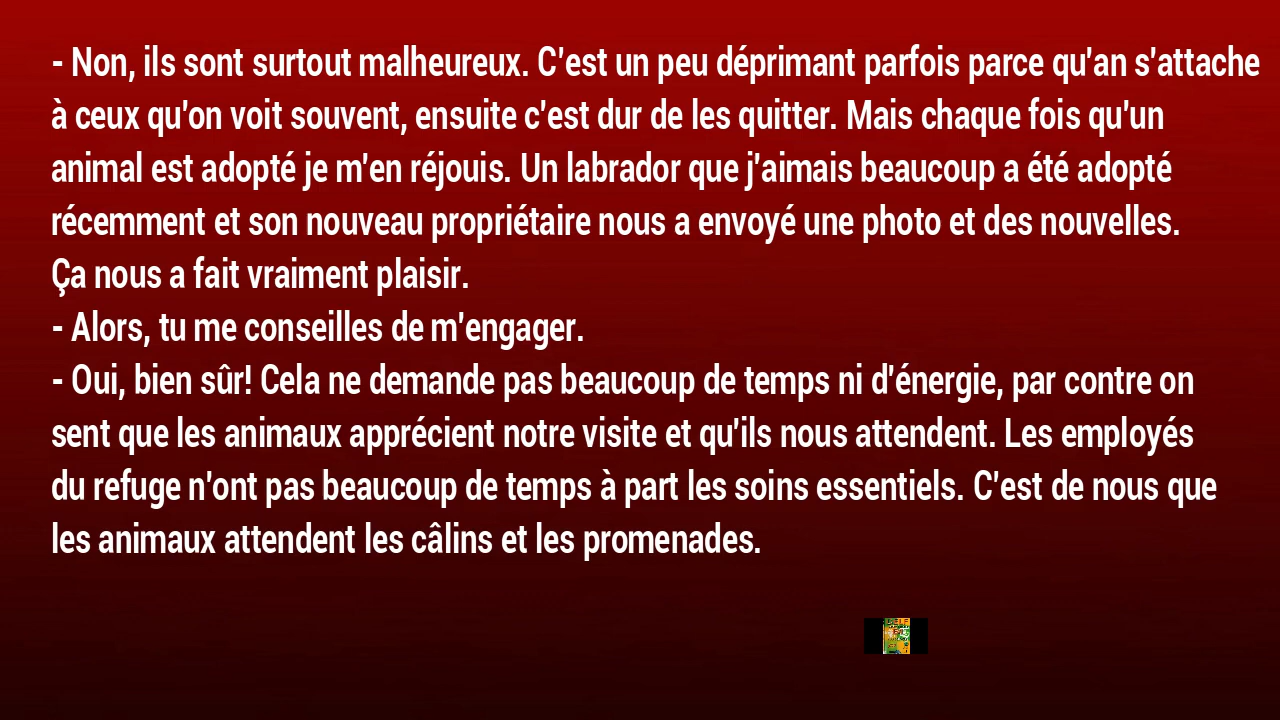 - Non, ils sont surtout malheureux. C'est un peu déprimant parfois parce qu'an s'attache
à ceux qu'on voit souvent, ensuite c'est dur de les quitter. Mais chaque fois qu'un
animal est adopté je m'en réjouis. Un labrador que j'aimais beaucoup a été adopté
récemment et son nouveau propriétaire nous a envoyé une photo et des nouvelles.
Ça nous a fait vraiment plaisir.
- Alors, tu me conseilles de m'engager.
- Oui, bien sûr! Cela ne demande pas beaucoup de temps ni d'énergie, par contre on
sent que les animaux apprécient notre visite et qu'ils nous attendent. Les employés
du refuge n'ont pas beaucoup de temps à part les soins essentiels. C'est de nous que
les animaux attendent les câlins et les promenades.